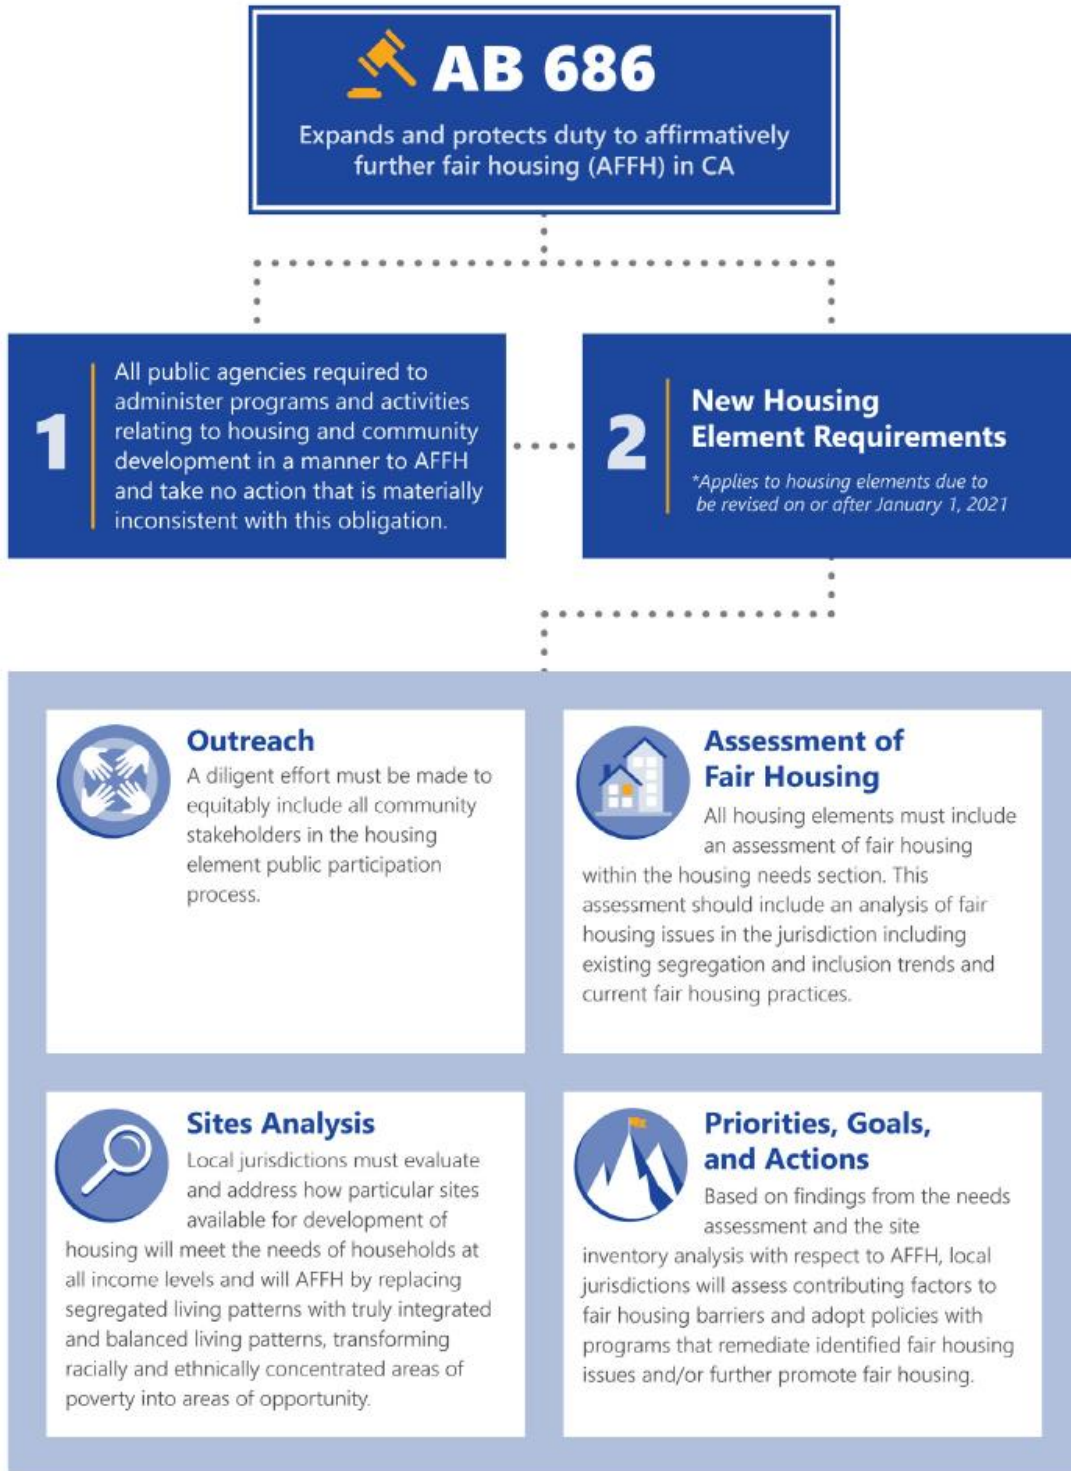 AB 686
Expands and protects duty to affirmatively
further fair housing (AFFH) in CA
1
All public agencies required to
administer programs and activities
relating to housing and community
development in a manner to AFFH
and take no action that is materially
inconsistent with this obligation.
2
New Housing
Element Requirements
*Applies to housing elements due to
be revised on or after January 1, 2021
Outreach
A diligent effort must be made to
equitably include all community
stakeholders in the housing
element public participation
process.
Assessment of
Fair Housing
All housing elements must include
an assessment of fair housing
within the housing needs section. This
assessment should include an analysis of fair
housing issues in the jurisdiction including
existing segregation and inclusion trends and
current fair housing practices.
Sites Analysis
Local jurisdictions must evaluate
and address how particular sites
available for development of
housing will meet the needs of households at
all income levels and will AFFH by replacing
segregated living patterns with truly integrated
and balanced living patterns, transforming
racially and ethnically concentrated areas of
poverty into areas of opportunity.
Priorities, Goals,
and Actions
Based on findings from the needs
assessment and the site
inventory analysis with respect to AFFH, local
jurisdictions will assess contributing factors to
fair housing barriers and adopt policies with
programs that remediate identified fair housing
issues and/or further promote fair housing.